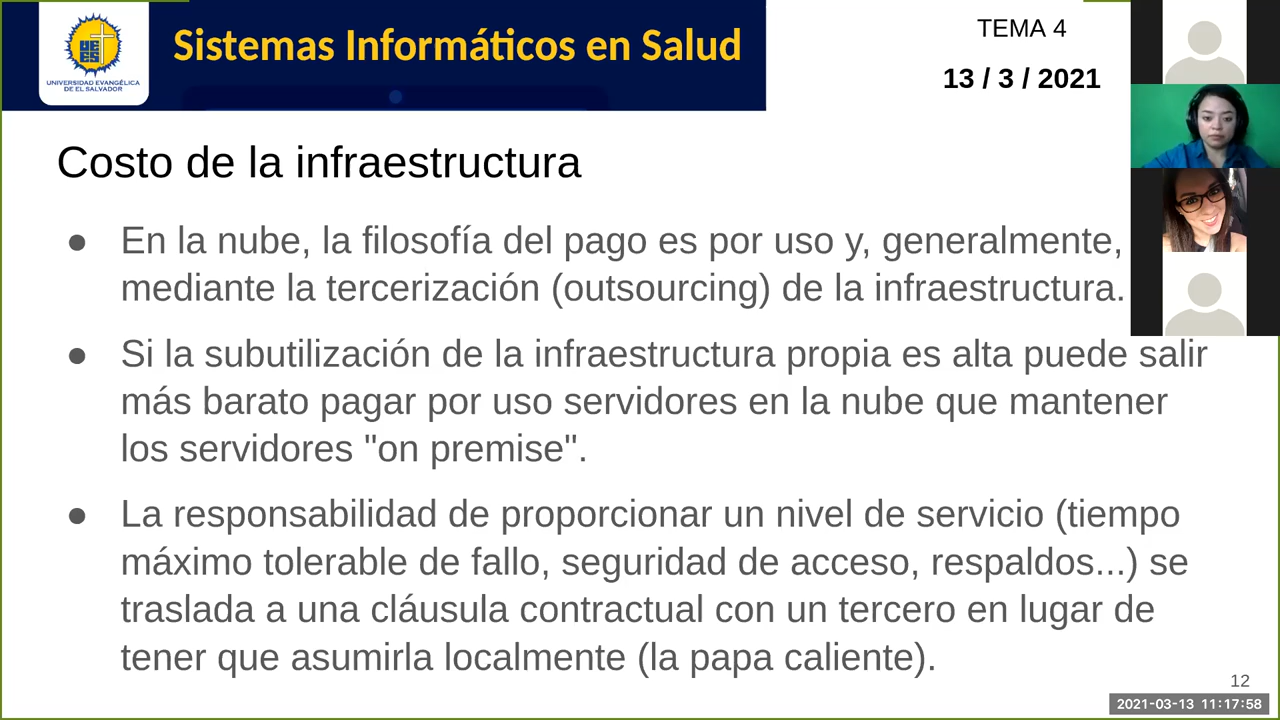 Sistemas Informáticos en Salud
UEES
UNIVERSIDAD EVANGÉLICA
DE EL SALVADOR
TEMA 4
13 / 3 / 2021
Costo de la infraestructura
● En la nube, la filosofía del pago es por uso y, generalmente,
mediante la tercerización (outsourcing) de la infraestructura.
● Si la subutilización de la infraestructura propia es alta puede salir
más barato pagar por uso servidores en la nube que mantener
los servidores "on premise".
● La responsabilidad de proporcionar un nivel de servicio (tiempo
máximo tolerable de fallo, seguridad de acceso, respaldos...) se
traslada a una cláusula contractual con un tercero en lugar de
tener que asumirla localmente (la papa caliente).
12
2021-03-13 11:17:58